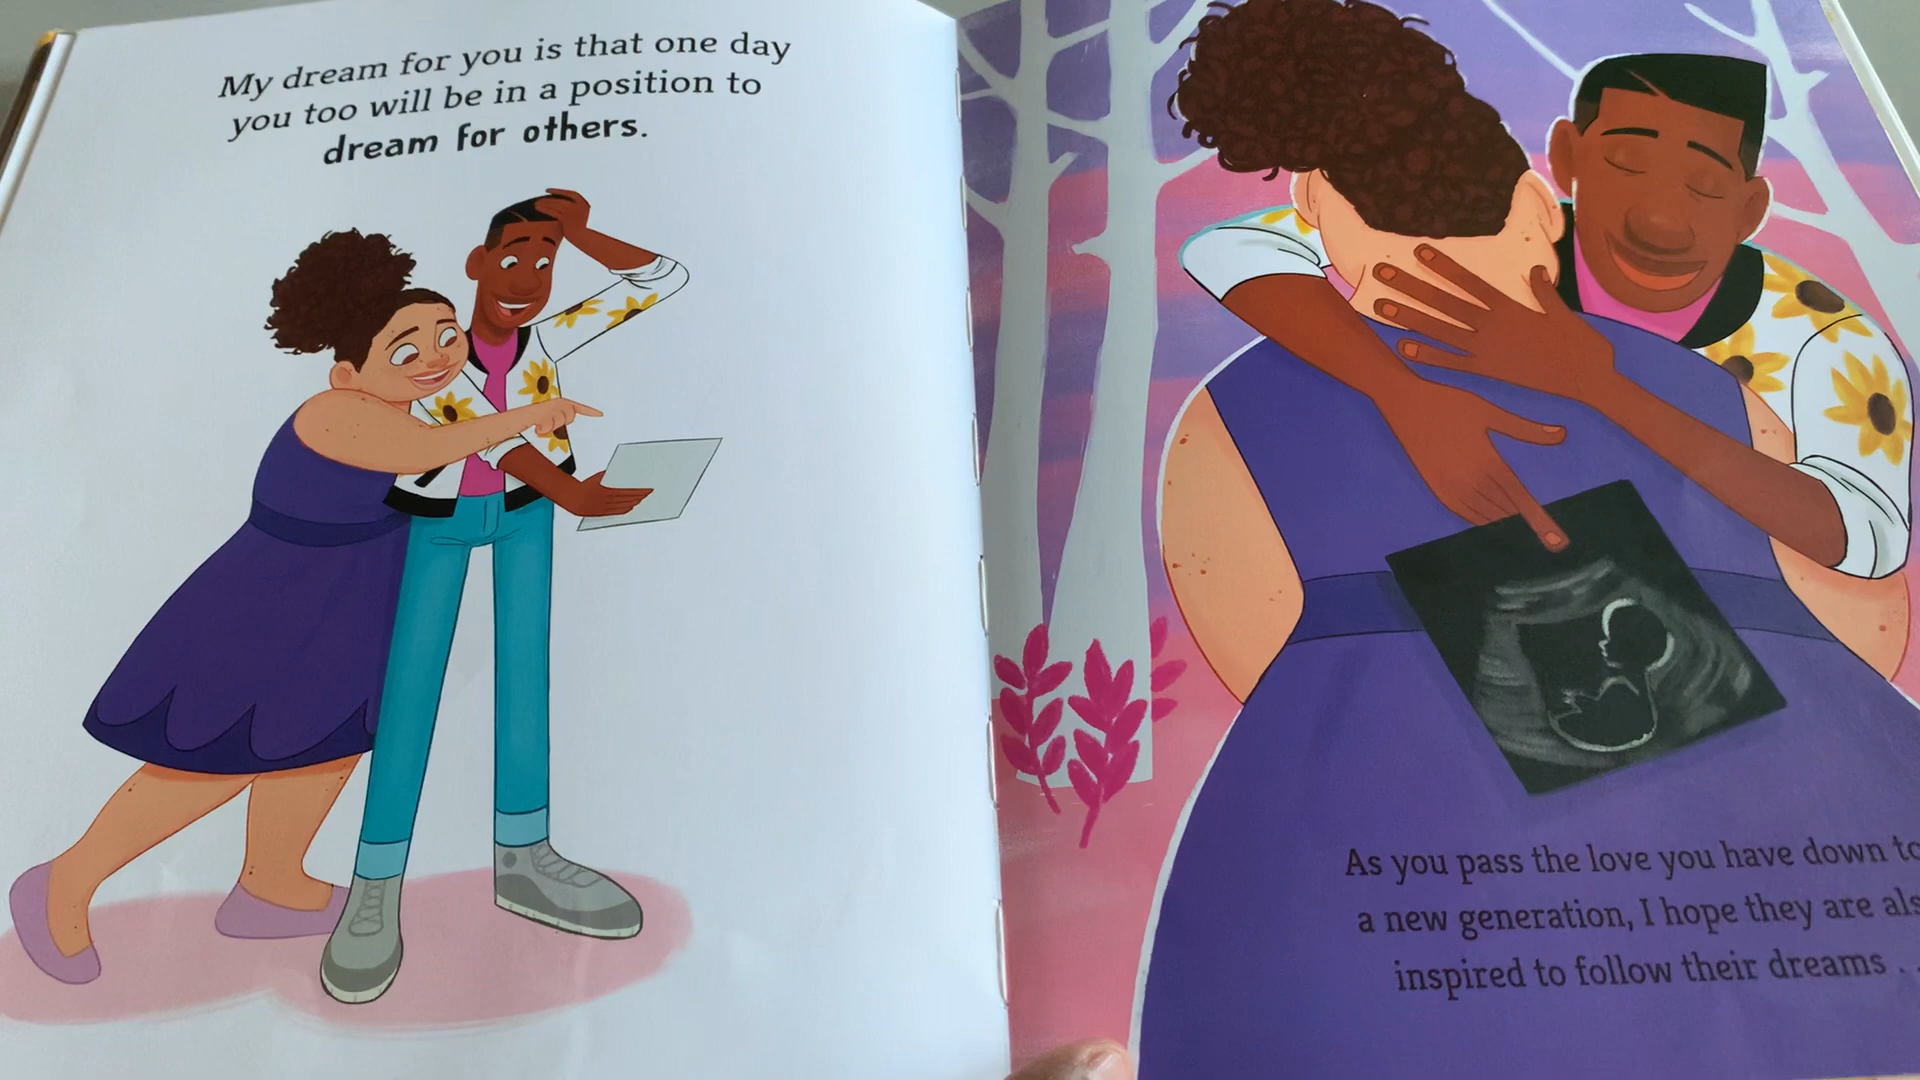 My dream for you is that one day
you too will be in a position to
dream for others.
As you pass the love you have down to
a new generation, I hope they are als
inspired to follow their dreams . .